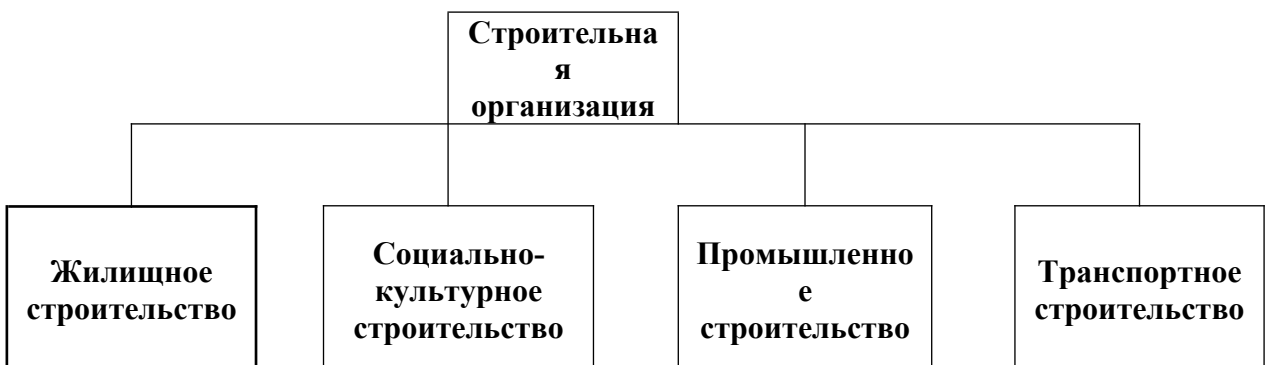 Строительна
я
организация
Жилищное
строительство
Социально-
культурное
строительство
Промышленно
е
строительство
Транспортное
строительство